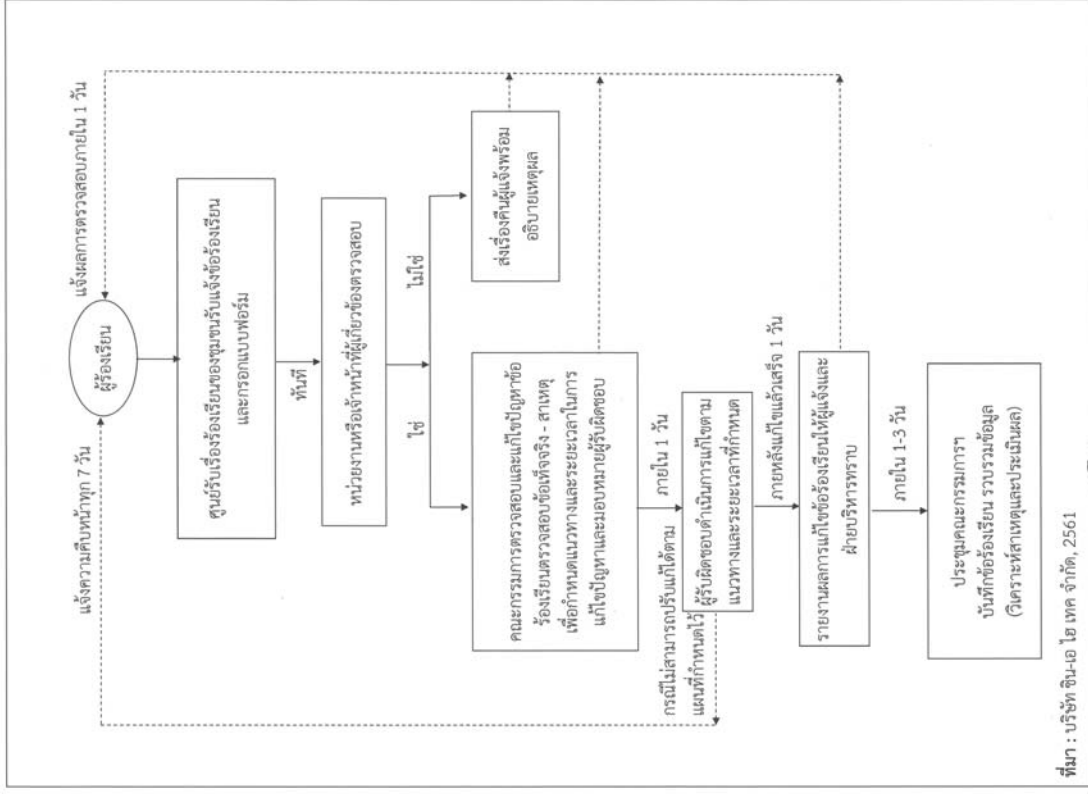 แจ้งความคืบหน้าทุก 7 วัน
แจ้งผลการตรวจสอบภายใน 1 วัน
ผู้ร้องเรียน
ศูนย์รับเรื่องร้องเรียนของชุมชนรับแจ้งข้อร้องเรียน
และกรอกแบบฟอร์ม
ทันที
หน่วยงานหรือเจ้าหน้าที่ผู้เกี่ยวข้องตรวจสอบ
ใช่
ไม่ใช่
คณะกรรมการตรวจสอบและแก้ไขปัญหาข้อ
ร้องเรียนตรวจสอบข้อเท็จจริง - สาเหตุ
เพื่อกำหนดแนวทางและระยะเวลาในการ
แก้ไขปัญหาและมอบหมายผู้รับผิดชอบ
ส่งเรื่องคืนผู้แจ้งพร้อม
อธิบายเหตุผล
กรณีไม่สามารถปรับแก้ได้ตาม
แผนที่กำหนดไว้
ภายใน 1 วัน
ผู้รับผิดชอบดำเนินการแก้ไขตาม
แนวทางและระยะเวลาที่กำหนด
ภายหลังแก้ไขแล้วเสร็จ 1 วัน
รายงานผลการแก้ไขข้อร้องเรียนให้ผู้แจ้งและ
ฝ่ายบริหารทราบ
ภายใน 1-3 วัน
ประชุมคณะกรรมการฯ
บันทึกข้อร้องเรียน รวบรวมข้อมูล
(วิเคราะห์สาเหตุและประเมินผล)
ที่มา : บริษัท ชิน-เอ ไฮ เทค จำกัด, 2561